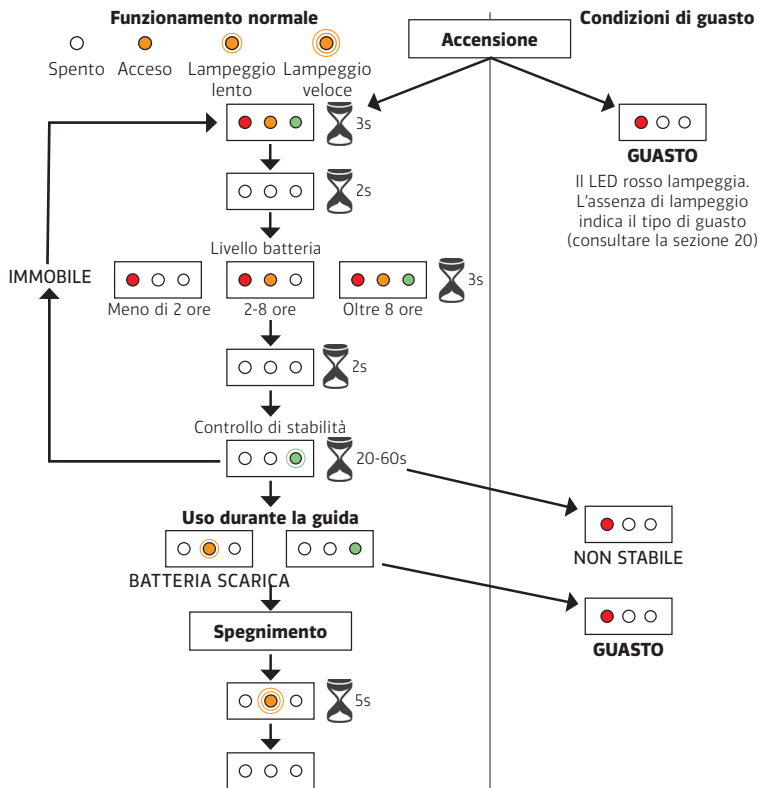 Funzionamento normale
Condizioni di guasto
Accensione
Spento
Acceso
Lampeggio
lento
Lampeggio
veloce
3s
GUASTO
Il LED rosso lampeggia.
L'assenza di lampeggio
indica il tipo di guasto
(consultare la sezione 20)
2s
Livello batteria
IMMOBILE
3s
Meno di 2 ore
2-8 ore
Oltre 8 ore
2s
Controllo di stabilità
20-60s
Uso durante la guida
NON STABILE
BATTERIA SCARICA
Spegnimento
GUASTO
5s